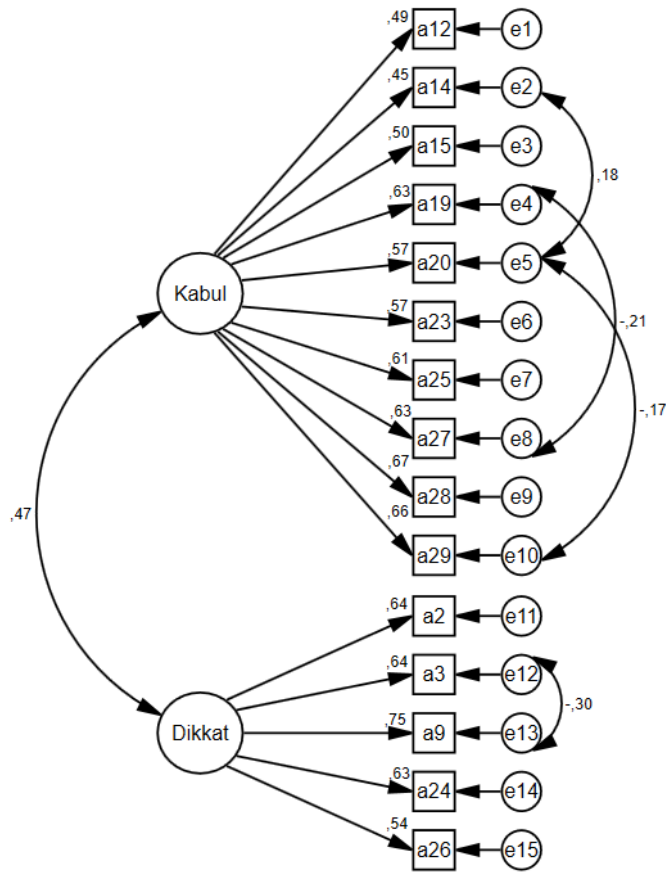 ,49
a12
e1
,45
a14
e2
,50
a15
e3
,18
,63
a19
e4
,57
a20
e5
Kabul
,57
a23
e6
-,21
,61
a25
e7
,63
a27
e8
-,17
,67
a28
e9
,66
a29
e10
,47
,64
a2
e11
,64
a3
e12
-,30
Dikkat
,75
a9
e13
,63
a24
e14
,54
a26
e15